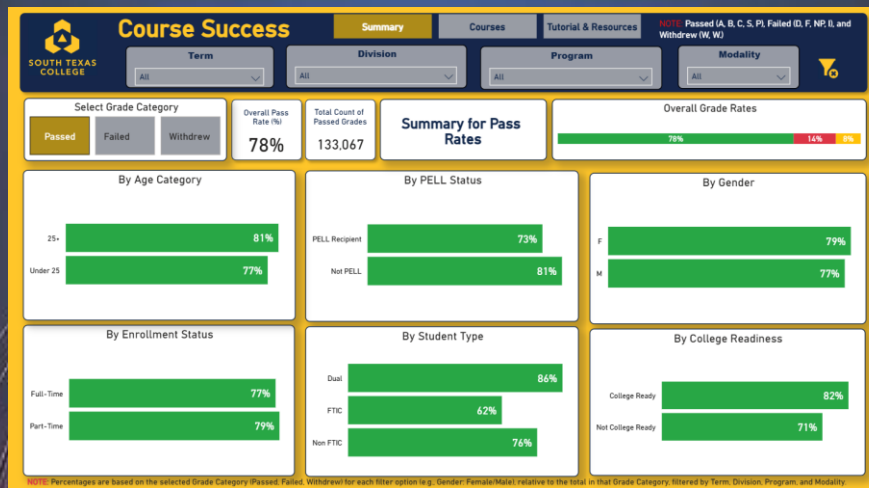 SOUTH TEXAS
COLLEGE
Course Success
Summary
Courses
Tutorial & Resources
NOTE: Passed (A, B, C, S, P), Failed (D, F, NP, I), and
Withdrew (W, W.)
Term
All
Division
All
Program
All
Modality
All
Select Grade Category
Passed
Failed
Withdrew
Overall Pass
Rate (%)
78%
Total Count of
Passed Grades
133,067
Summary for Pass
Rates
Overall Grade Rates
78%
14%
8%
By Age Category
25+
81%
Under 25
77%
By PELL Status
PELL Recipient
73%
Not PELL
81%
By Gender
F
79%
M
77%
By Enrollment Status
Full-Time
77%
Part-Time
79%
By Student Type
Dual
86%
FTIC
62%
Non FTIC
76%
By College Readiness
College Ready
82%
Not College Ready
71%
NOTE: Percentages are based on the selected Grade Category (Passed, Failed, Withdrew) for each filter option (e.g., Gender: Female/Male), relative to the total in that Grade Category, filtered by Term, Division, Program, and Modality.